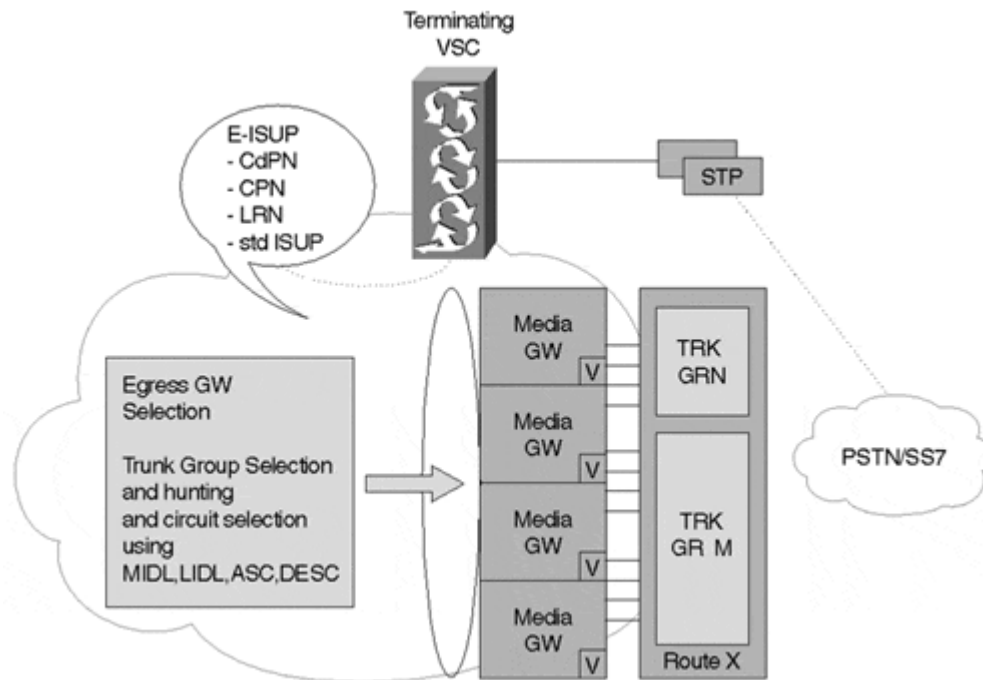 Terminating
VSC
E-ISUP
- CdPN
- CPN
- LRN
- std ISUP
STP
Media
GW
V
TRK
GRN
Egress GW
Selection
Trunk Group Selection
and hunting
and circuit selection
using
MIDL,LIDL,ASC,DESC
Media
GW
V
PSTN/SS7
Media
GW
V
TRK
GR M
Media
GW
V
Route X